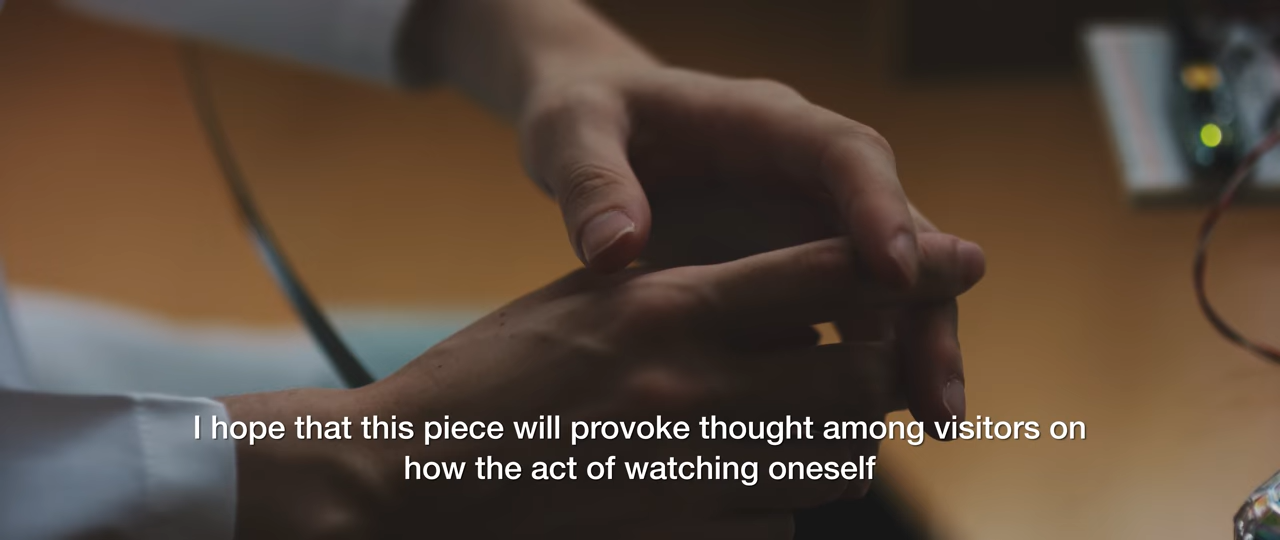 I hope that this piece will provoke thought among visitors on
how the act of watching oneself